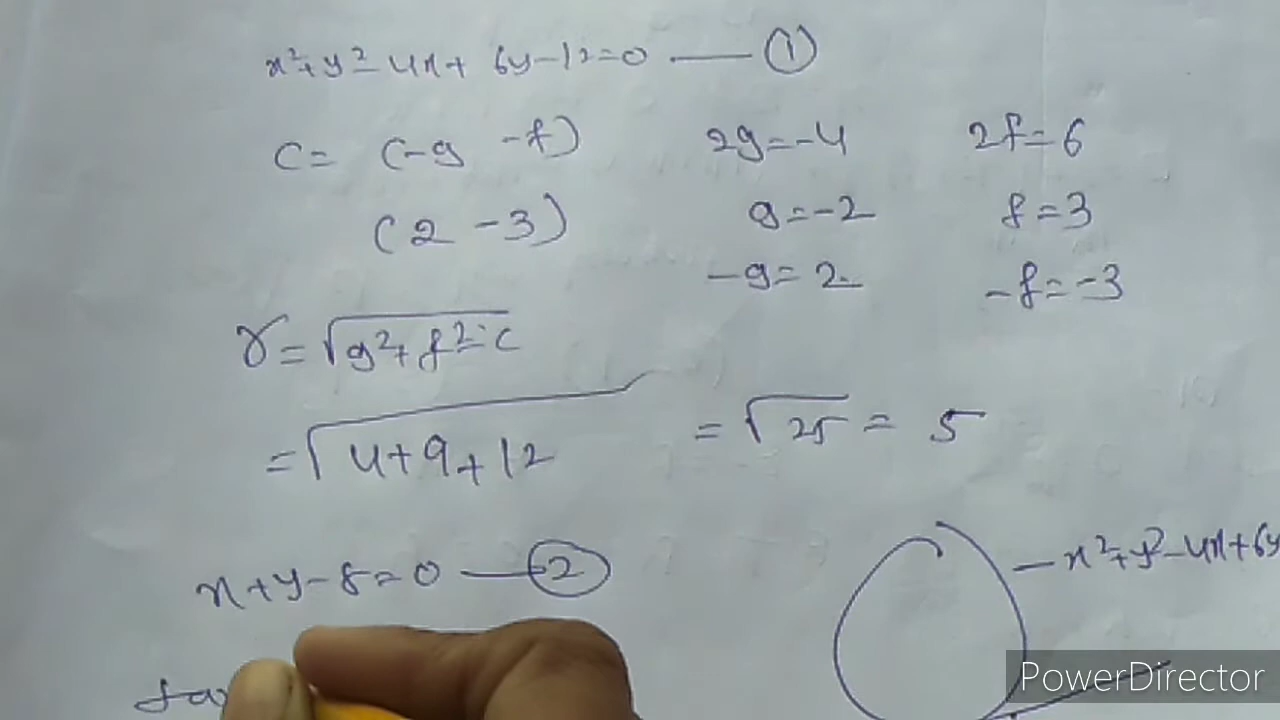 x²+y²-4x+6y-12=0 — ①
c= (-g -f) 2g=-4 2f=6
(2 -3) g=-2 f=3
-g=2 -f=-3
r=√g²+f²-c
=√4+9+12 =√25 = 5
x+y-8=0 — ②
— x²+y²-4x+6y
PowerDirector